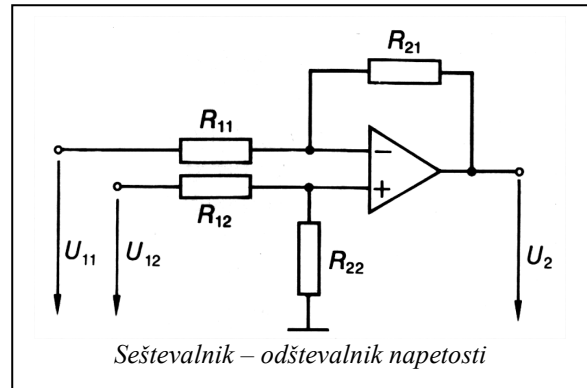 R21
R11
−
+
R12
U11
U12
R22
U2
Seštevalnik – odštevalnik napetosti